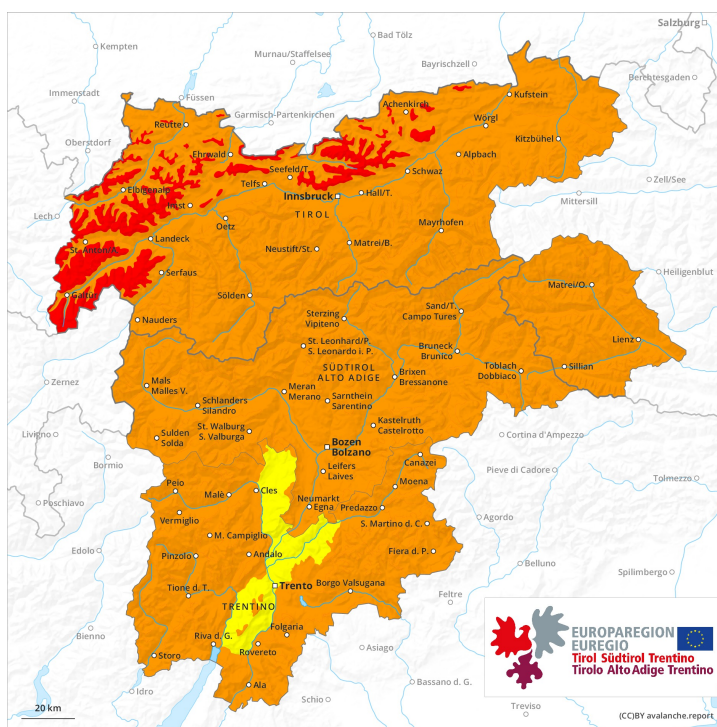 Salzburg
Bad Tölz
Kempten
Murnau/Staffelsee
Bayrischzell
Berchtesgaden
Immenstadt
Füssen
Garmisch-Partenkirchen
Achenkirch
Kufstein
Reutte
Wörgl
Oberstdorf
Ehrwald
Kitzbühel
Seefeld/T.
Alpbach
Schwaz
Zell/See
Elbigenalp
Telfs
Innsbruck
Hall/T.
Mittersill
Lech
Imst
TIROL
Oetz
Mayrhofen
St. Anton/A.
Landeck
Neustift/St.
Matrei/B.
Serfaus
Heiligenblut
Galtür
Sölden
Matrei/O.
Nauders
Sterzing
Vipiteno
Sand/T.
Campo Tures
Lienz
St. Leonhard/P.
S. Leonardo i. P.
Bruneck
Brunico
Zernez
SÜDTIROL
ALTO ADIGE
Brixen
Bressanone
Toblach
Dobbiaco
Sillian
Mals
Malles V.
Meran
Merano
Schlanders
Silandro
Sarnthein
Sarentino
Livigno
St. Walburg
S. Valburga
Kastelruth
Castelrotto
Sulden
Solda
Bozen
Bolzano
Cortina d'Ampezzo
Bormio
Canazei
Leifers
Laives
Pieve di Cadore
Tolmezzo
Peio
Malè
Cles
Neumarkt
Egna
Moena
Poschiavo
Predazzo
Vermiglio
Agordo
S. Martino d. C.
M. Campiglio
Edolo
Pinzolo
Andalo
Fiera d. P.
Belluno
Spilimbergo
Trento
Borgo Valsugana
Tione d. T.
Feltre
TRENTINO
Bienno
Riva d. G.
Folgaria
Storo
Rovereto
Asiago
Idro
Ala
Bassano d. G.
Schio
Treviso
EUROPAREGION
EUREGIO
Tirol Südtirol Trentino
Tirolo Alto Adige Trentino
20 km
(CC)BY avalanche.report